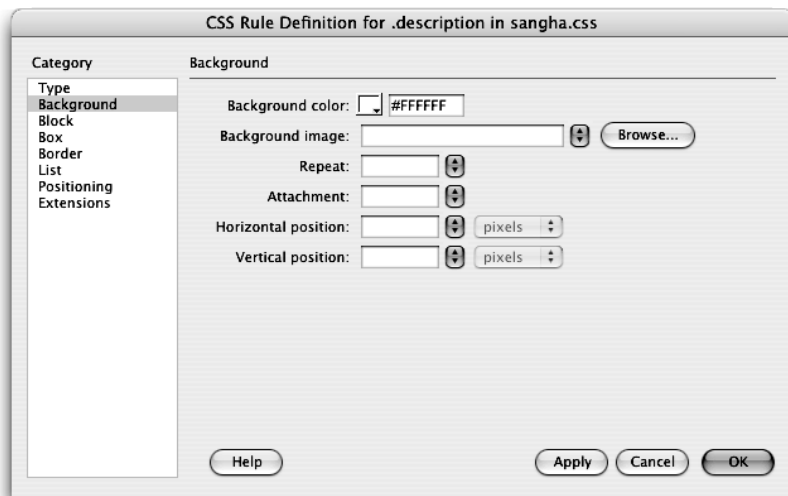 CSS Rule Definition for .description in sangha.css
Category
Type
Background
Block
Box
Border
List
Positioning
Extensions
Background
Background color: #FFFFFF
Background image: Browse...
Repeat:
Attachment:
Horizontal position: pixels
Vertical position: pixels
Help Apply Cancel OK